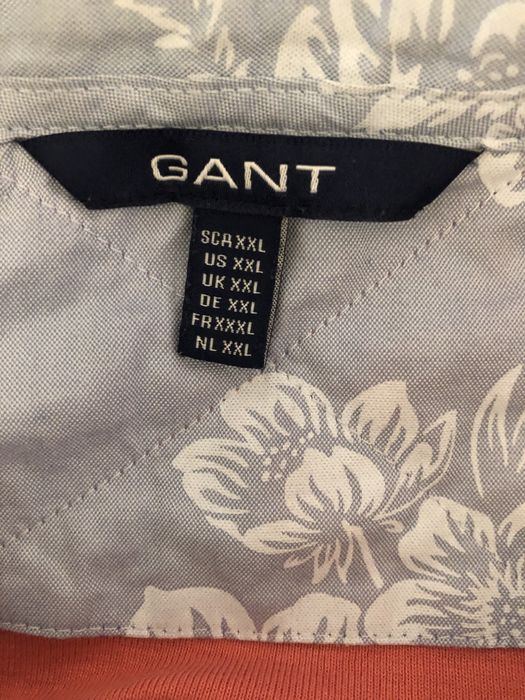 GANT
SCA XXL
US XXL
UK XXL
DE XXL
FR XXXL
NL XXL